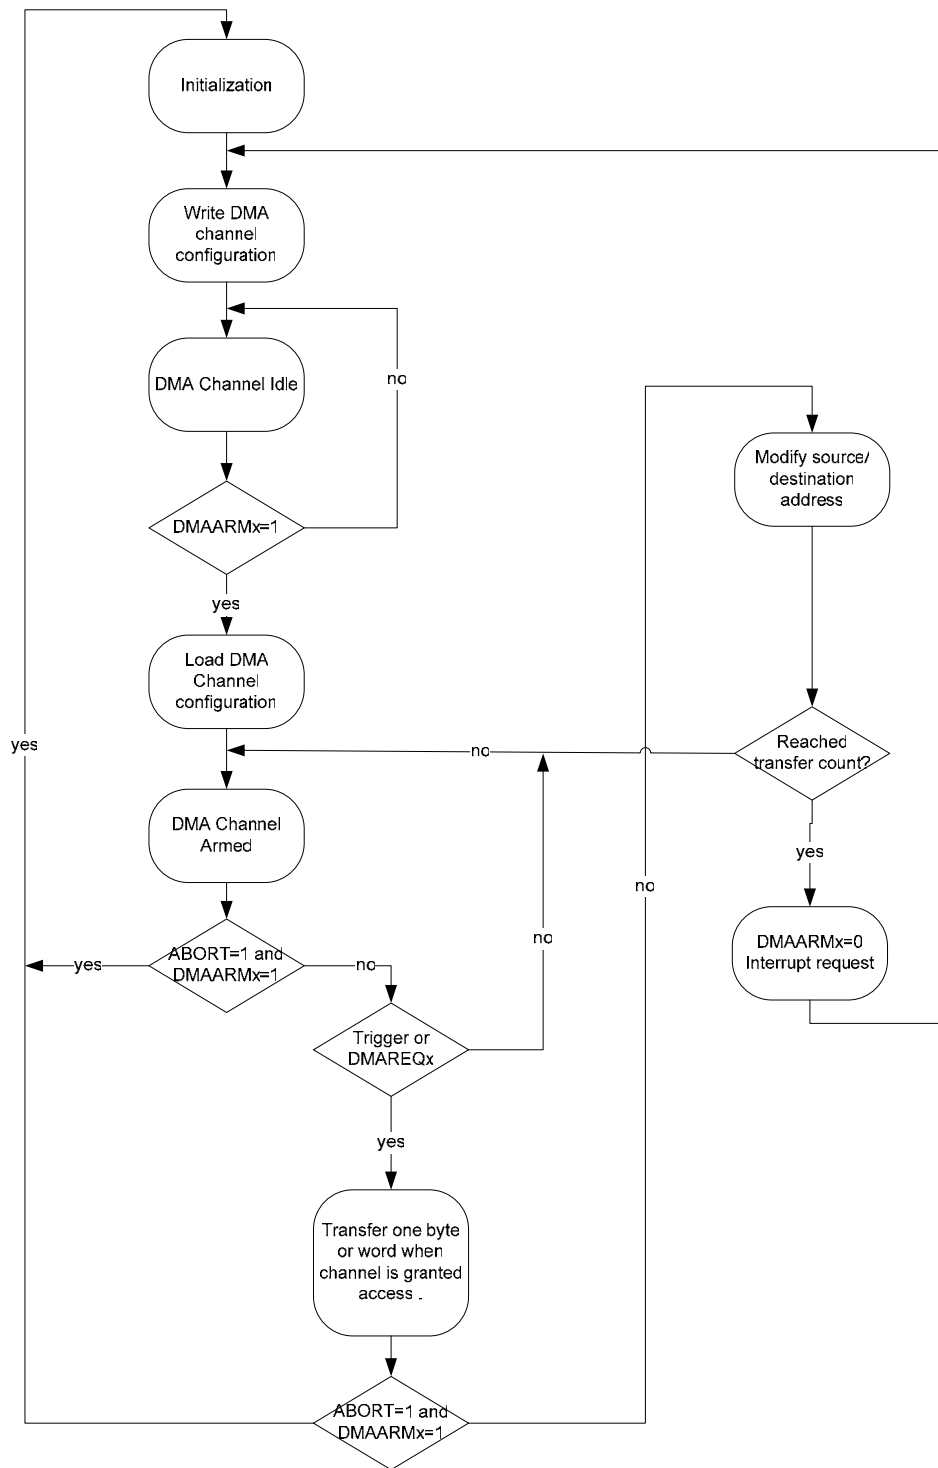 Initialization
Write DMA
channel
configuration
DMA Channel Idle
no
DMAARMx=1
yes
Load DMA
Channel
configuration
Modify source/
destination
address
yes
no
Reached
transfer count?
DMA Channel
Armed
yes
no
no
DMAARMx=0
Interrupt request
ABORT=1 and
DMAARMx=1
yes
no
Trigger or
DMAREQx
yes
Transfer one byte
or word when
channel is granted
access .
ABORT=1 and
DMAARMx=1